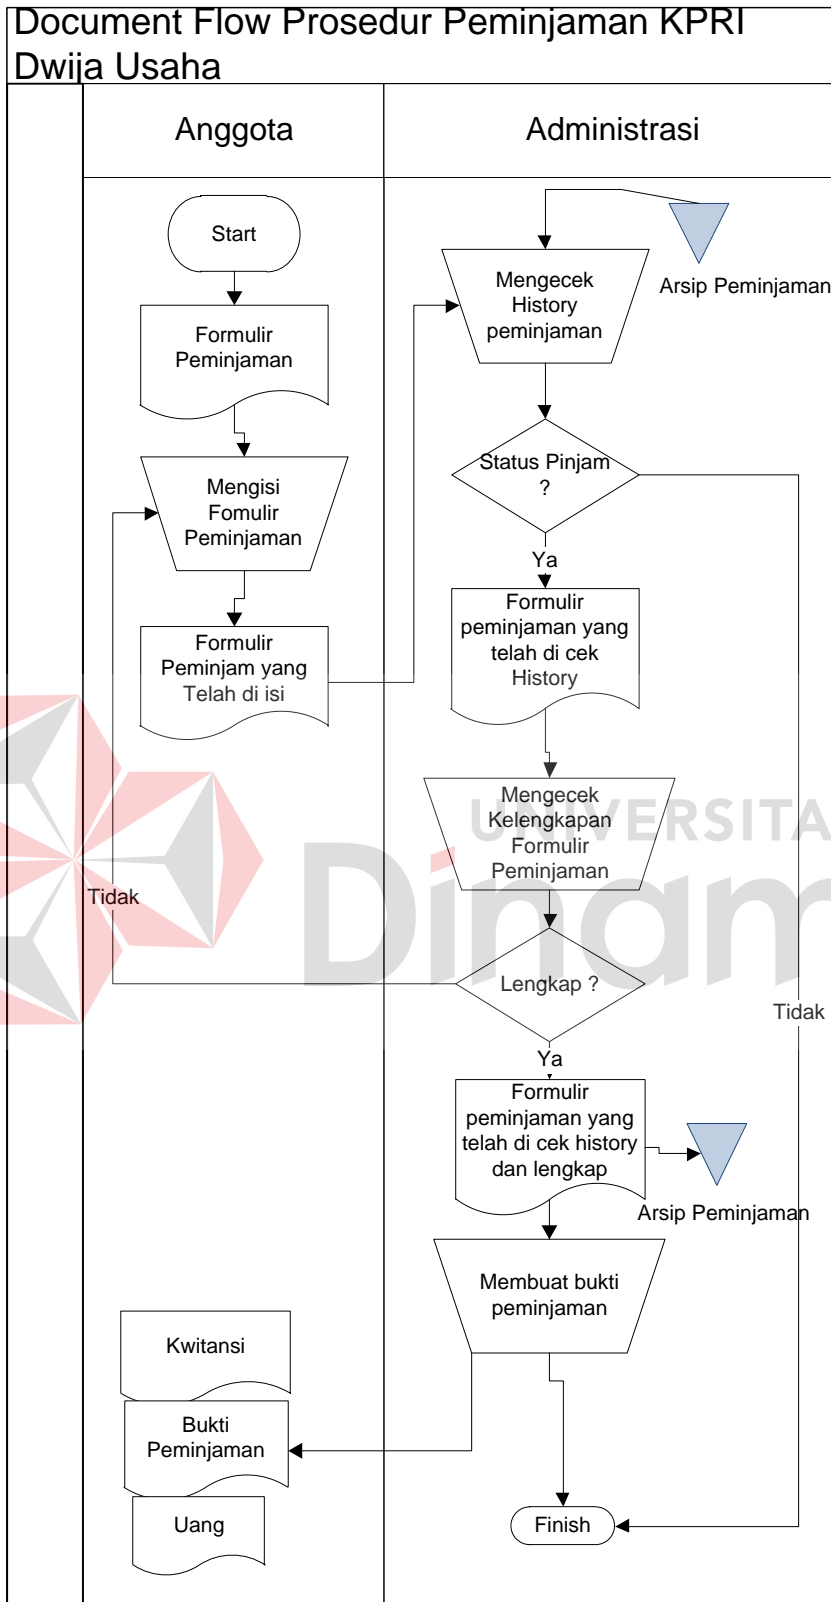 Document Flow Prosedur Peminjaman KPRI
Dwija Usaha
Anggota
Administrasi
Start
Formulir
Peminjaman
Mengisi
Fomulir
Peminjaman
Formulir
Peminjam yang
Telah di isi
Tidak
Kwitansi
Bukti
Peminjaman
Uang
Arsip Peminjaman
Mengecek
History
peminjaman
Status Pinjam
?
Ya
Formulir
peminjaman yang
telah di cek
History
Mengecek
Kelengkapan
Formulir
Peminjaman
Lengkap ?
Tidak
Ya
Formulir
peminjaman yang
telah di cek history
dan lengkap
Arsip Peminjaman
Membuat bukti
peminjaman
Finish
UNIVERSITA
Dinam